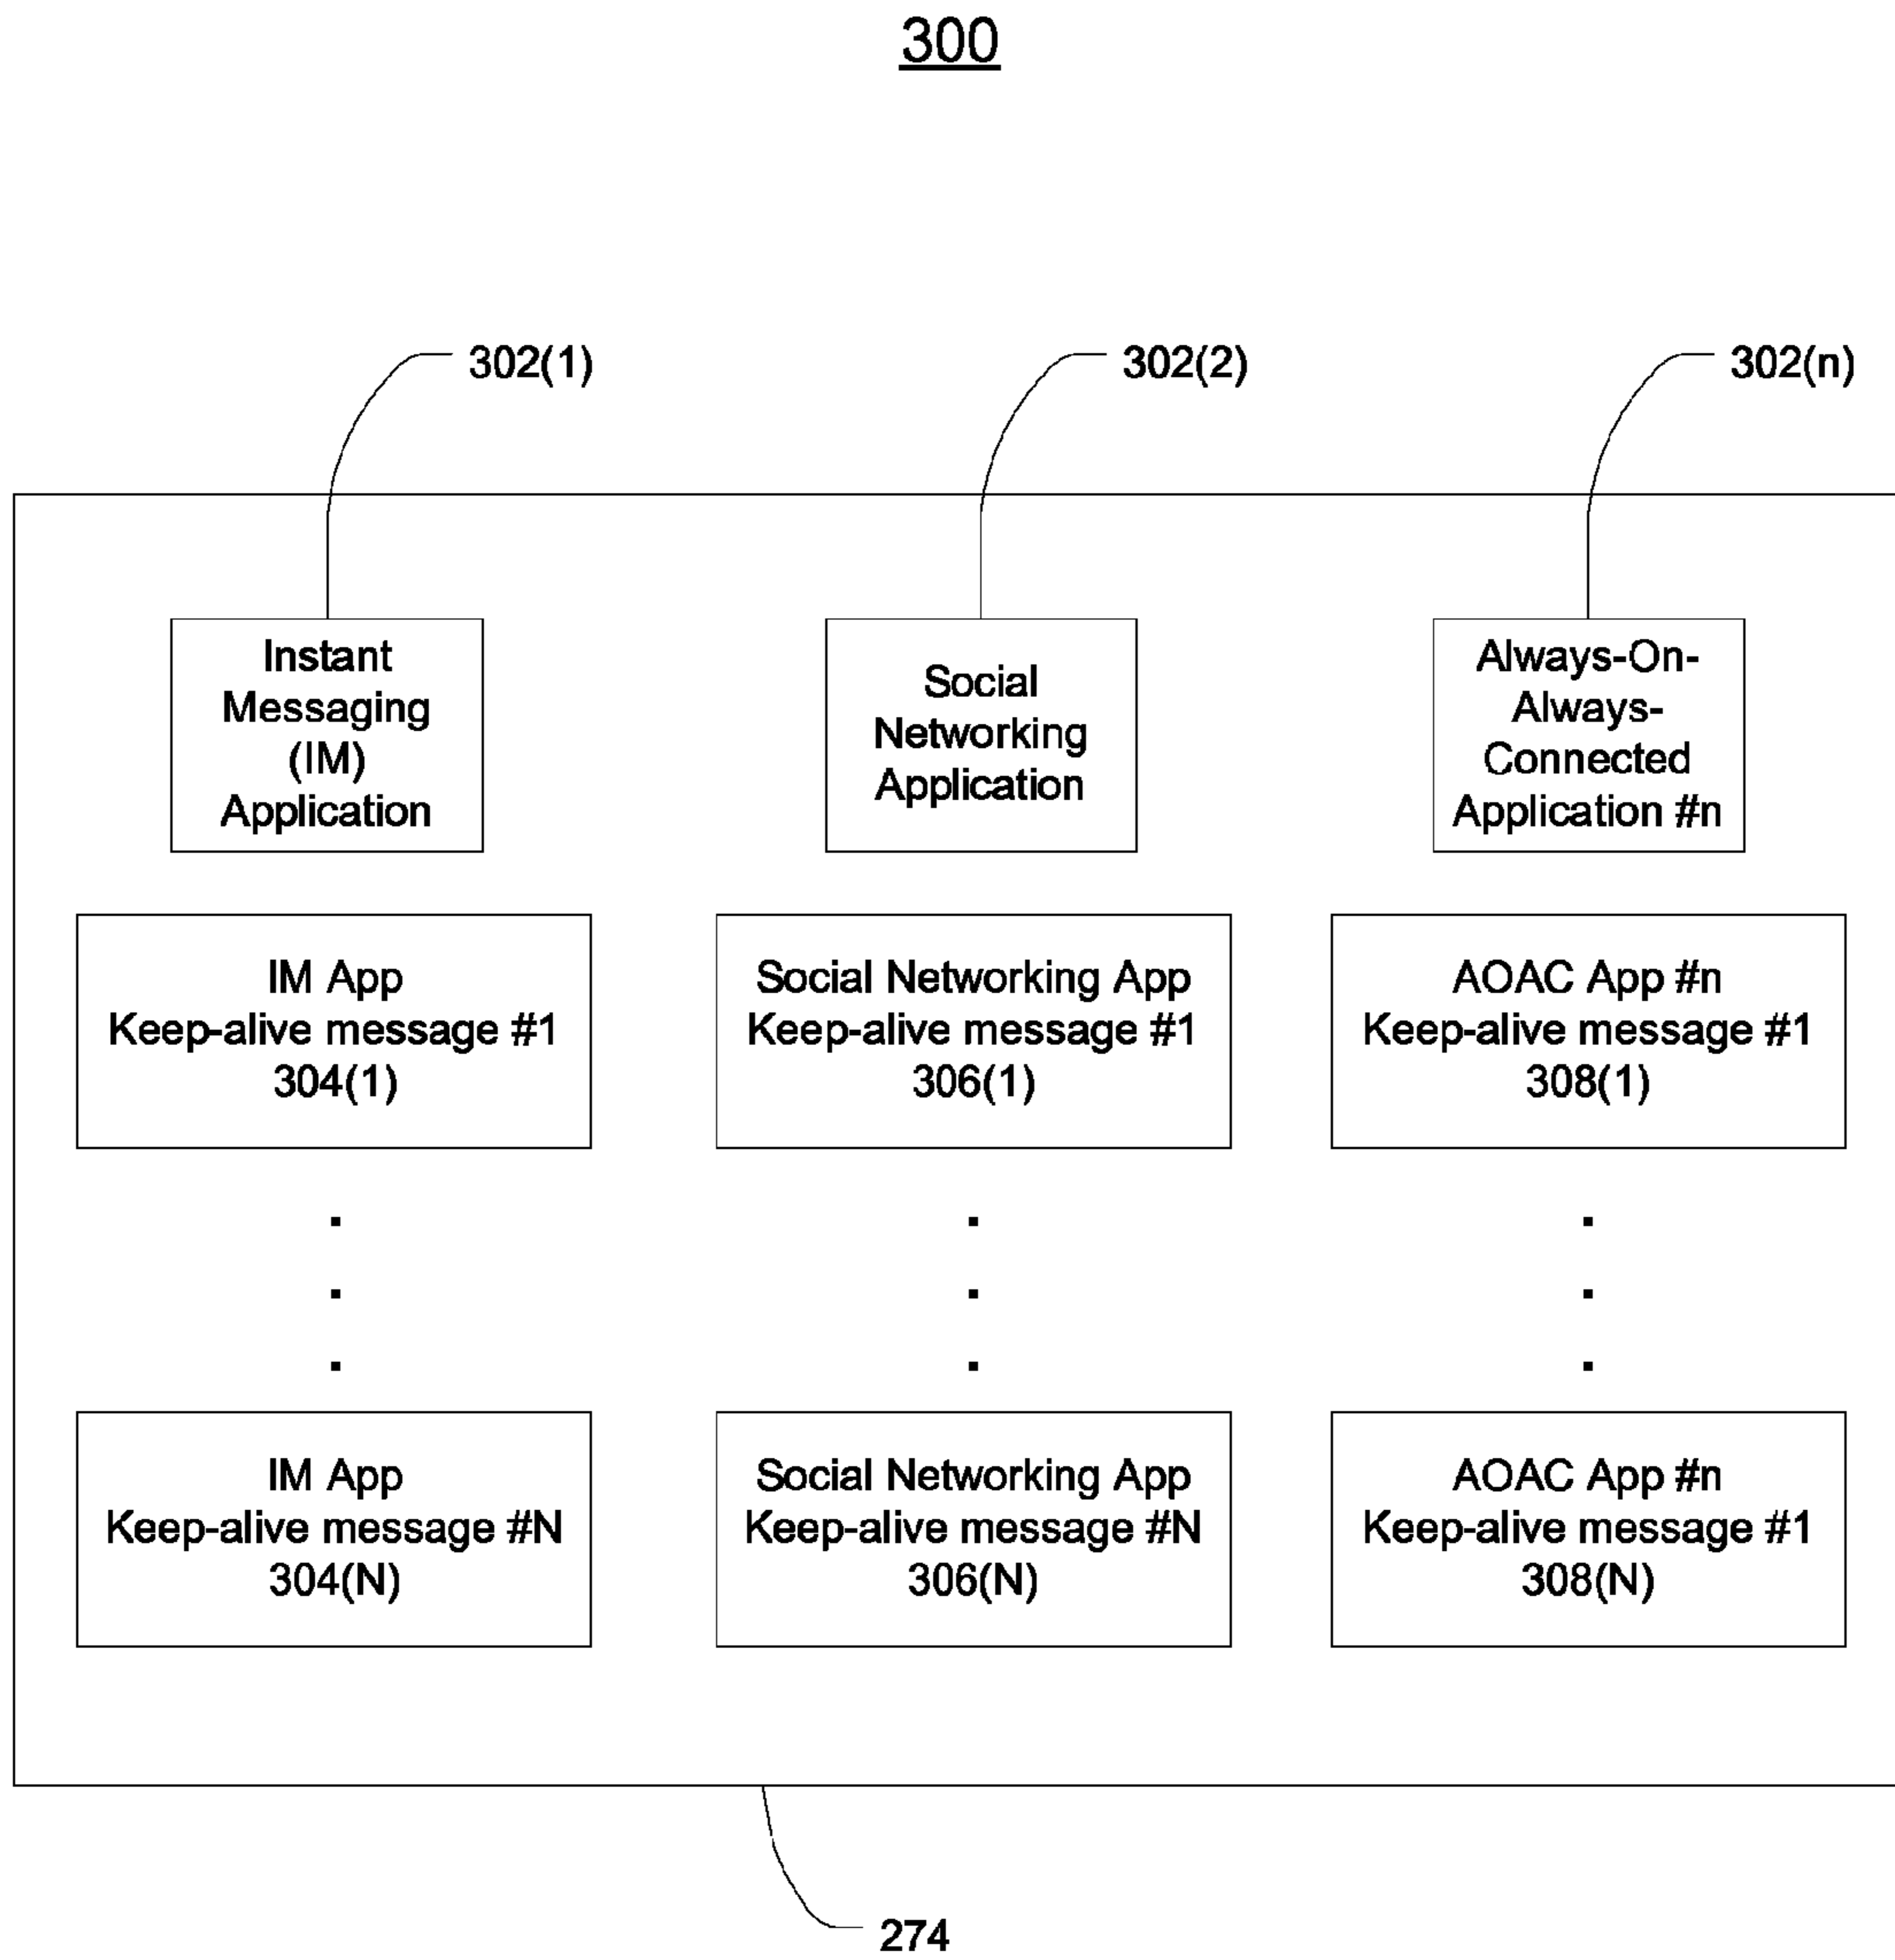 300
302(1)
302(2)
302(n)
Instant
Messaging
(IM)
Application
Social
Networking
Application
Always-On-
Always-
Connected
Application #n
IM App
Keep-alive message #1
304(1)
Social Networking App
Keep-alive message #1
306(1)
AOAC App #n
Keep-alive message #1
308(1)
IM App
Keep-alive message #N
304(N)
Social Networking App
Keep-alive message #N
306(N)
AOAC App #n
Keep-alive message #1
308(N)
274